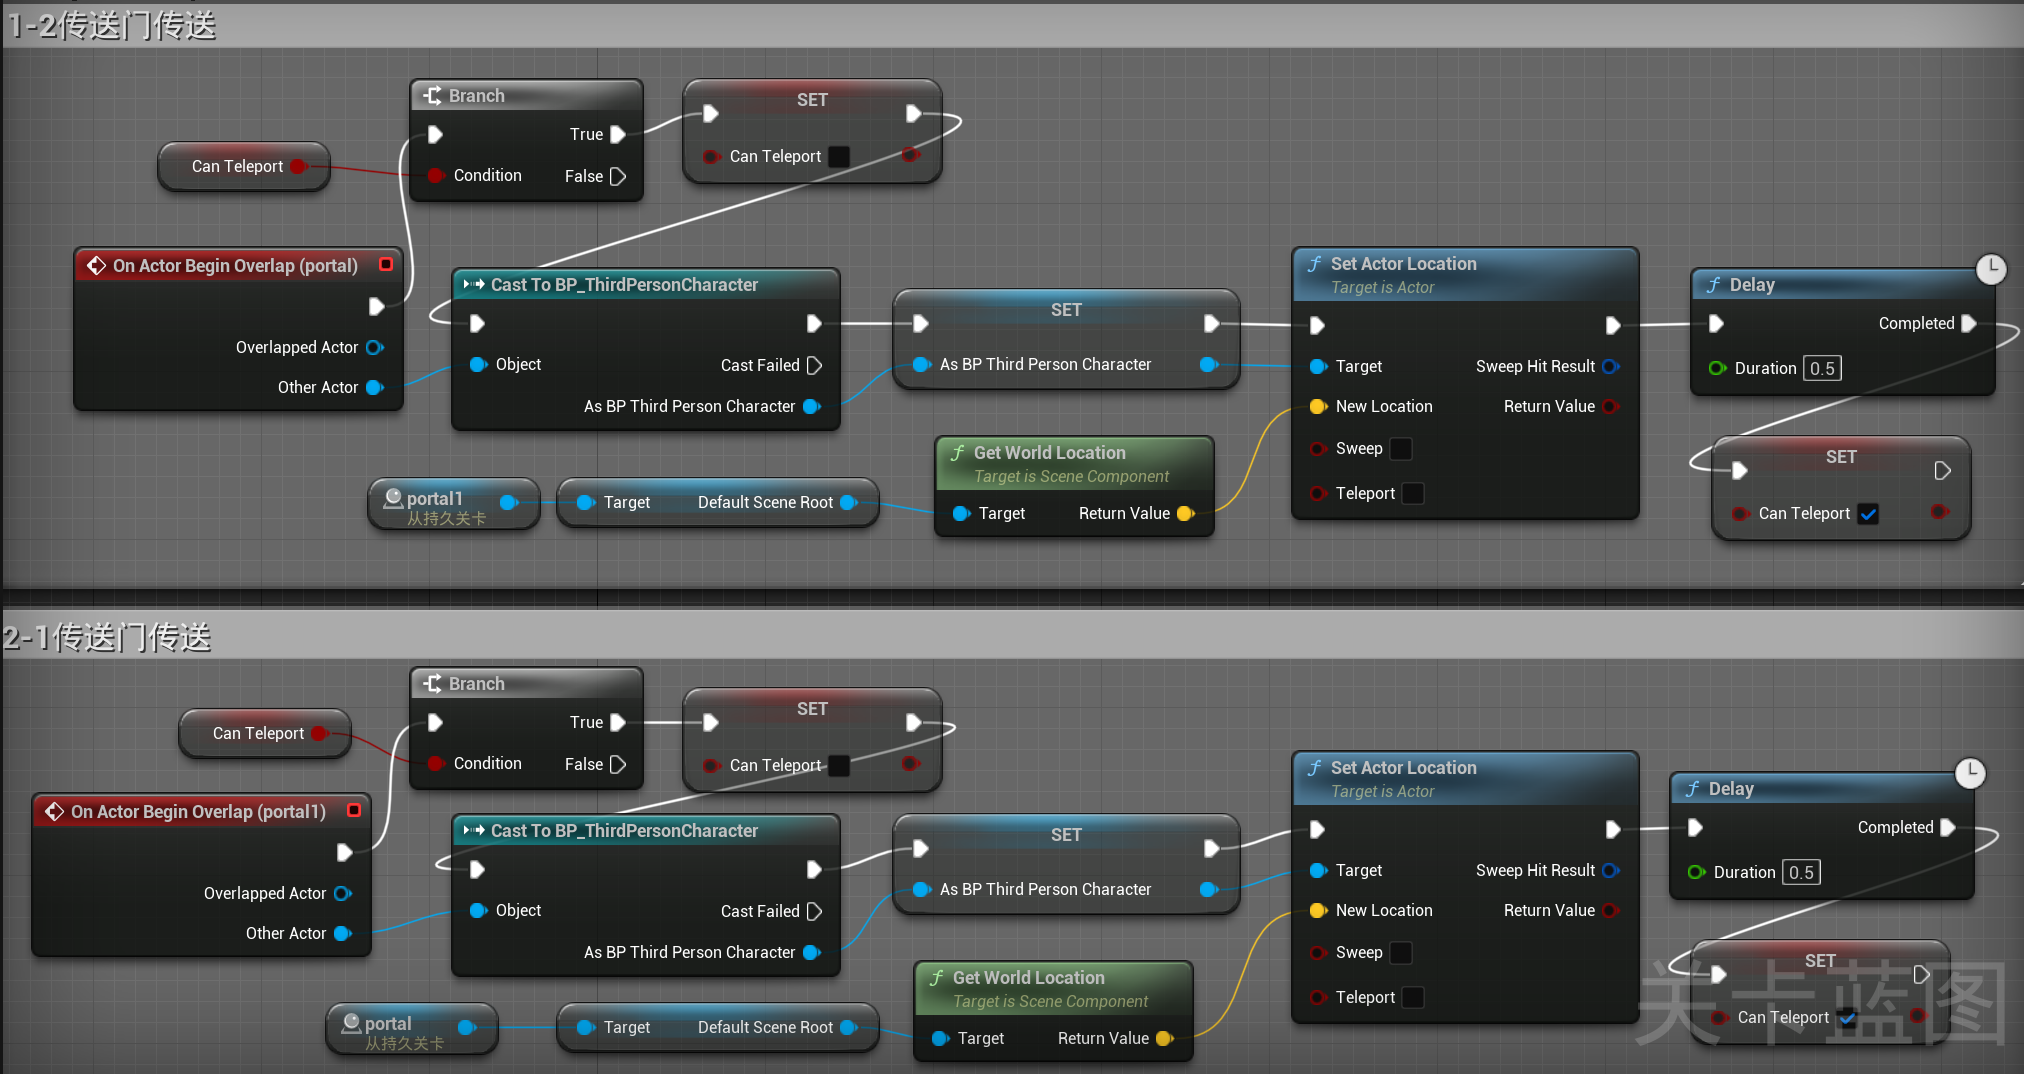 1-2传送门传送
Branch
SET
True
Can Teleport
Can Teleport
Condition
False
On Actor Begin Overlap (portal)
Overlapped Actor
Other Actor
Cast To BP_ThirdPersonCharacter
Object
Cast Failed
As BP Third Person Character
SET
As BP Third Person Character
Set Actor Location
Target is Actor
Target
Sweep Hit Result
New Location
Return Value
Sweep
Teleport
Delay
Completed
Duration 0.5
SET
Can Teleport
Get World Location
Target is Scene Component
Target
Return Value
portal1
从持久关卡
Target
Default Scene Root
2-1传送门传送
Branch
SET
True
Can Teleport
Can Teleport
Condition
False
On Actor Begin Overlap (portal1)
Overlapped Actor
Other Actor
Cast To BP_ThirdPersonCharacter
Object
Cast Failed
As BP Third Person Character
SET
As BP Third Person Character
Set Actor Location
Target is Actor
Target
Sweep Hit Result
New Location
Return Value
Sweep
Teleport
Delay
Completed
Duration 0.5
SET
Can Teleport
Get World Location
Target is Scene Component
Target
Return Value
portal
从持久关卡
Target
Default Scene Root
关卡蓝图